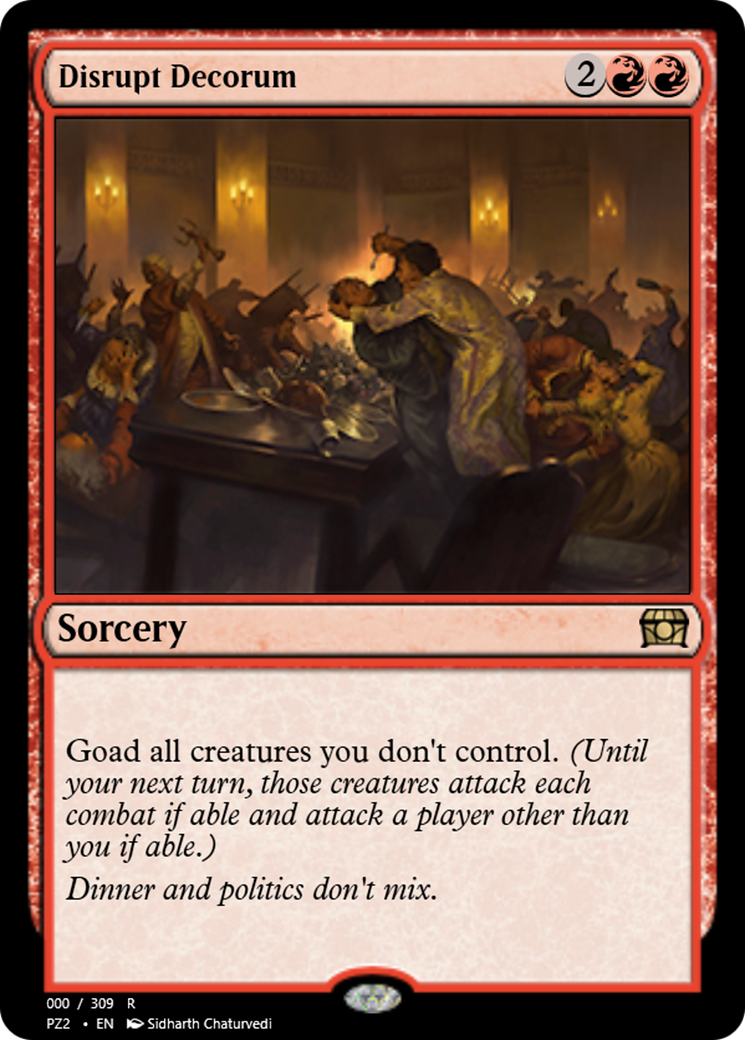 Disrupt Decorum 2
Sorcery
Goad all creatures you don't control. (Until
your next turn, those creatures attack each
combat if able and attack a player other than
you if able.)
Dinner and politics don't mix.
000 / 309 R
PZ2 • EN Sidharth Chaturvedi